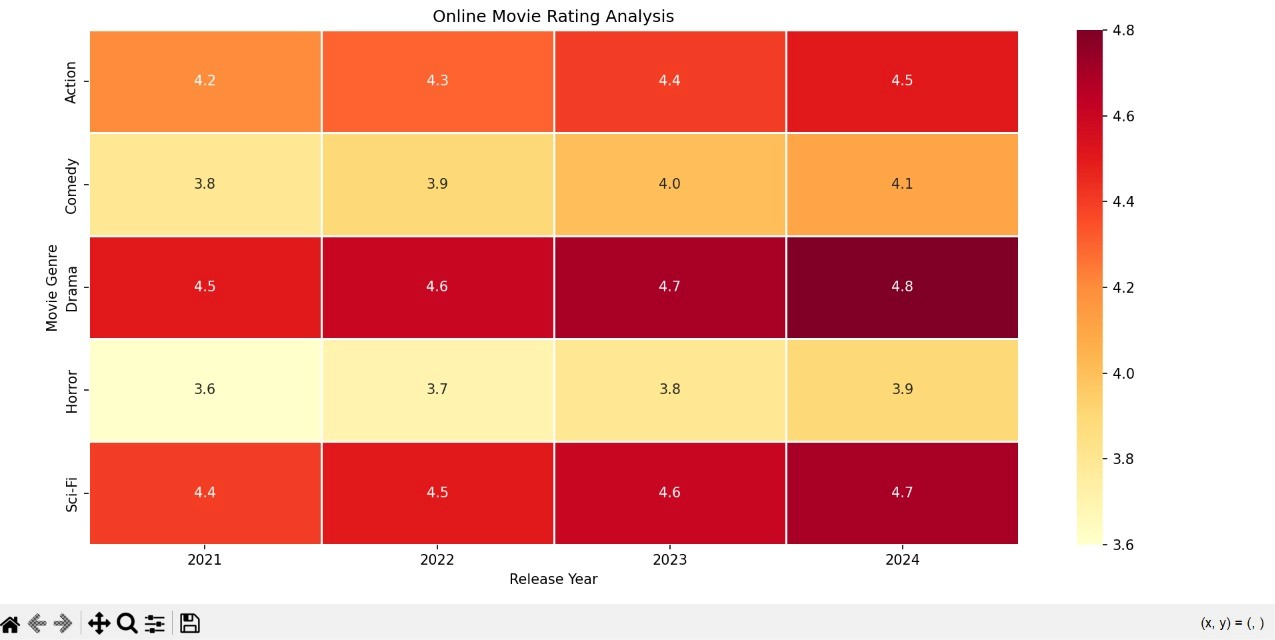 Online Movie Rating Analysis
4.8
Action
4.2 4.3 4.4 4.5
4.6
Comedy
3.8 3.9 4.0 4.1
4.4
Movie Genre
Drama
4.5 4.6 4.7 4.8
4.2
4.0
Horror
3.6 3.7 3.8 3.9
3.8
Sci-Fi
4.4 4.5 4.6 4.7
3.6
2021 2022 2023 2024
Release Year
(x, y) = (, )